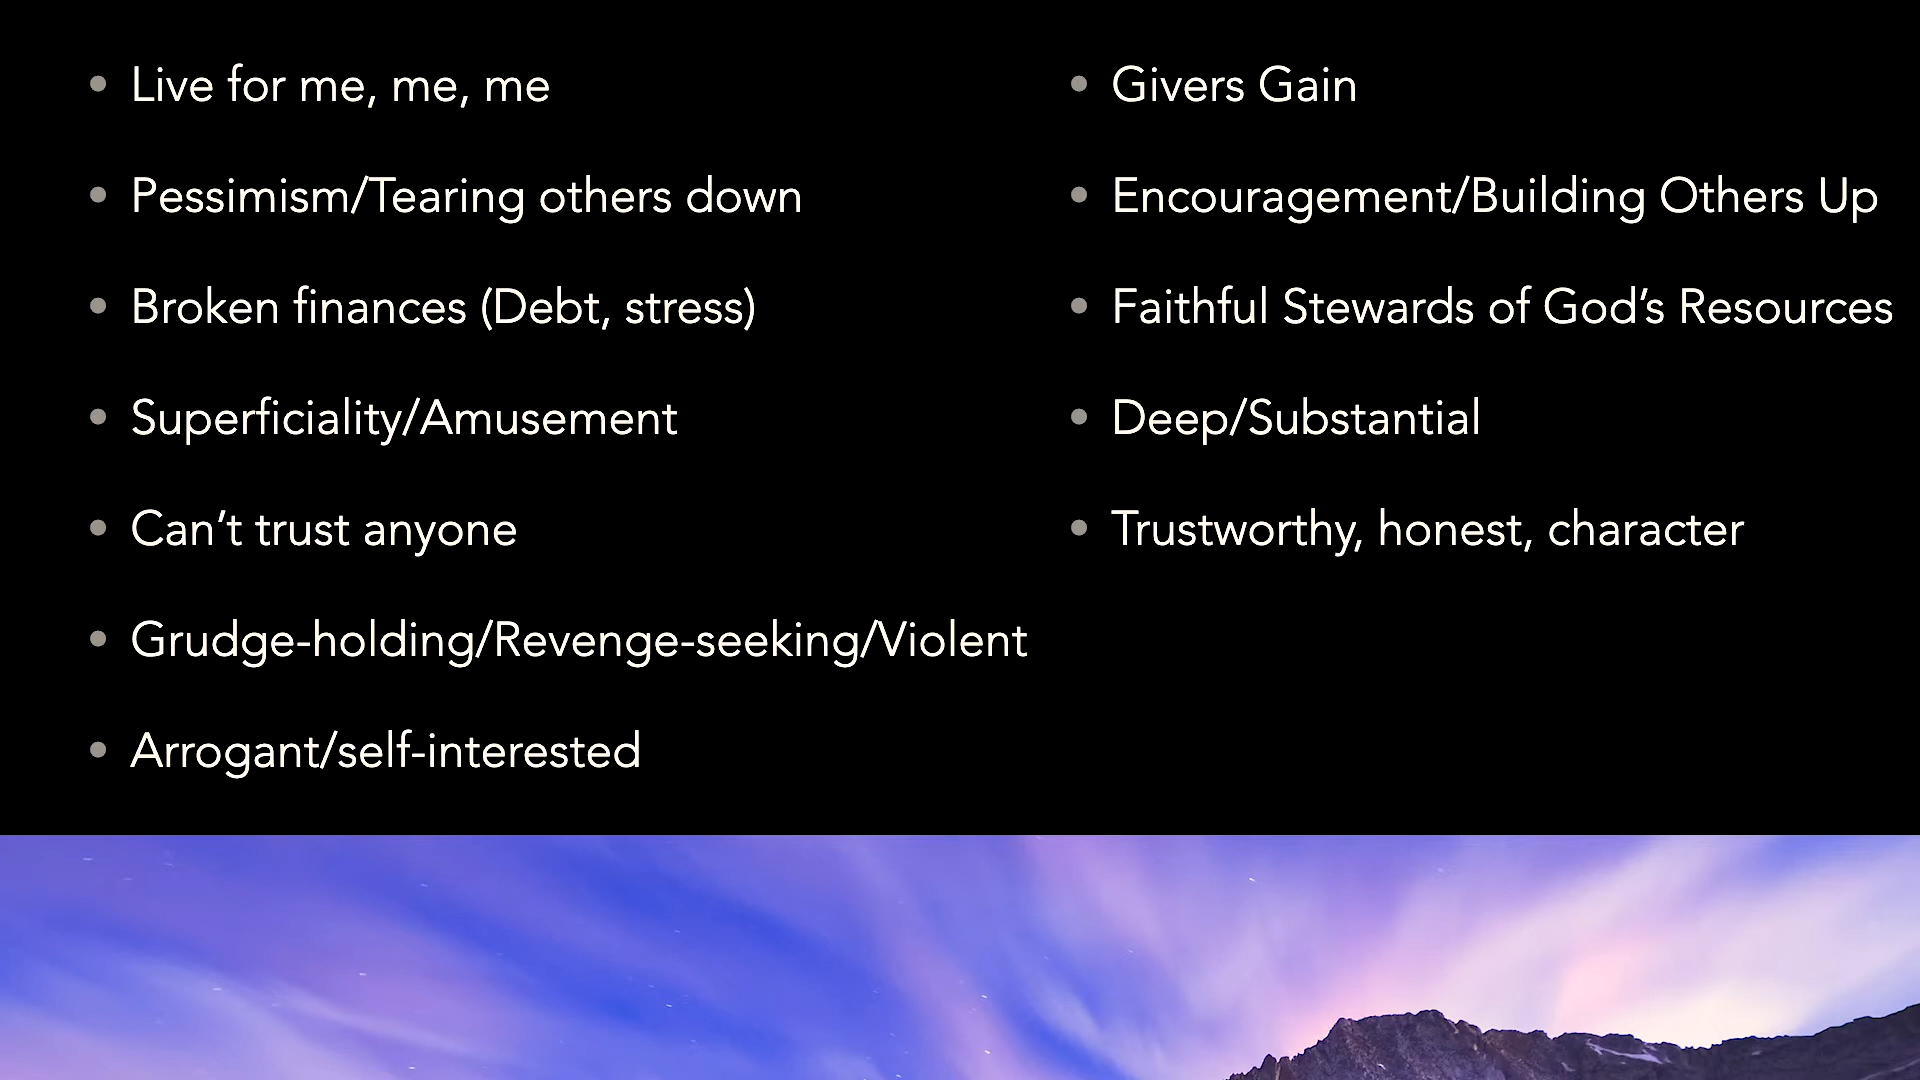 • Live for me, me, me
• Pessimism/Tearing others down
• Broken finances (Debt, stress)
• Superficiality/Amusement
• Can’t trust anyone
• Grudge-holding/Revenge-seeking/Violent
• Arrogant/self-interested
• Givers Gain
• Encouragement/Building Others Up
• Faithful Stewards of God’s Resources
• Deep/Substantial
• Trustworthy, honest, character